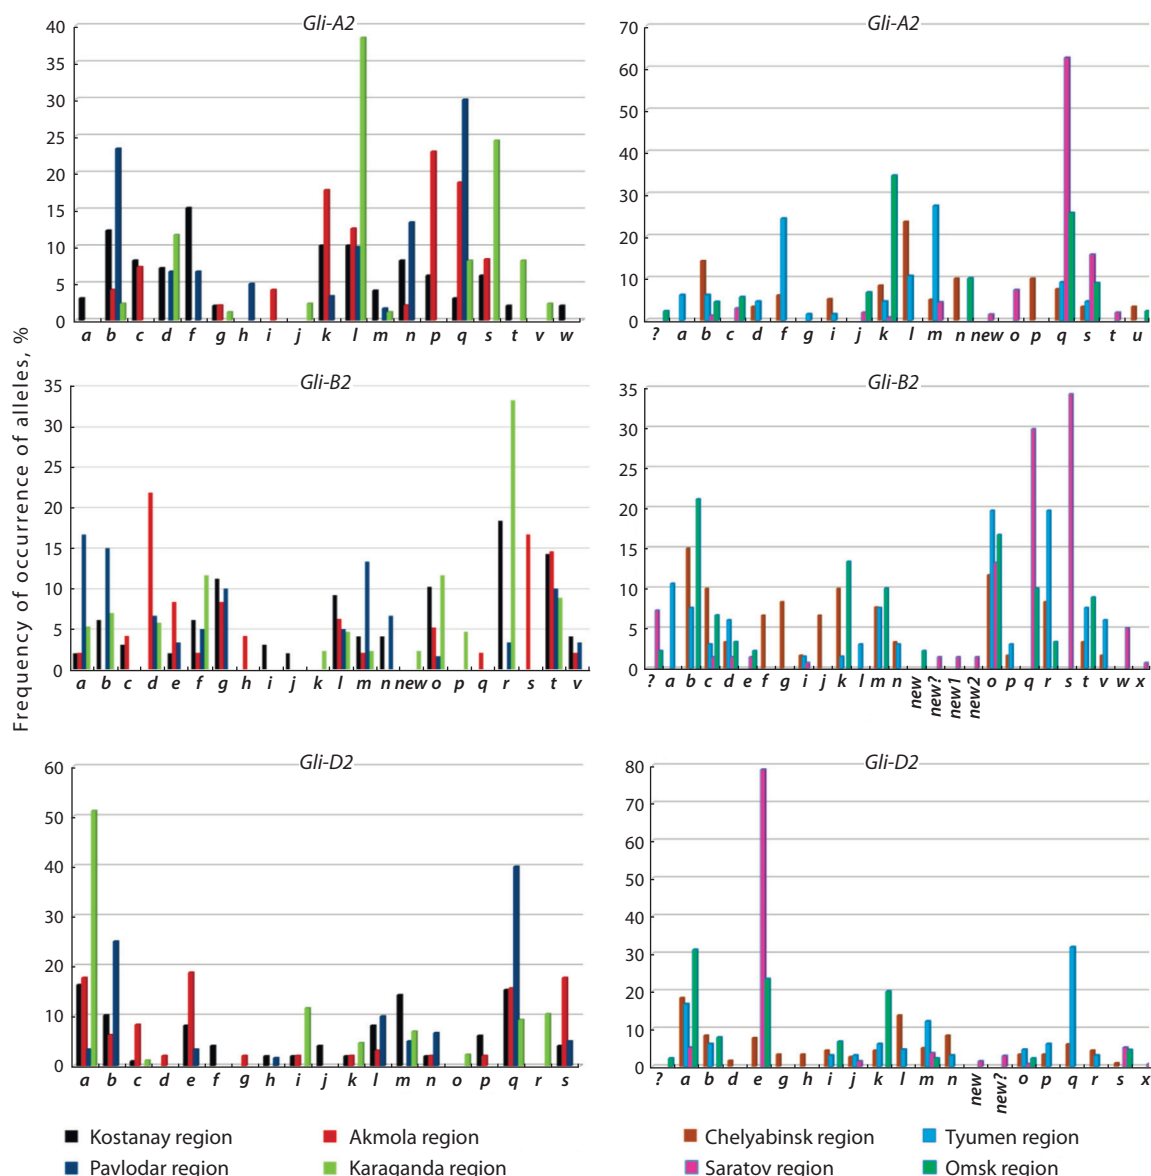 Frequency of occurrence of alleles, %
Gli-A2
40
35
30
25
20
15
10
5
0
a b c d f g h i j k l m n p q s t v w
Gli-A2
70
60
50
40
30
20
10
0
? a b c d f g i j k l m n new o p q s t u
Gli-B2
35
30
25
20
15
10
5
0
a b c d e f g h i j k l m n new o p q r s t v
Gli-B2
35
30
25
20
15
10
5
0
? a b c d e f g i j k l m n new new? new1 new2 o p q r s t v w x
Gli-D2
60
50
40
30
20
10
0
a b c d e f g h i j k l m n o p q r s
Gli-D2
80
70
60
50
40
30
20
10
0
? a b d e g h i j k l m n new new? o p q r s x
Kostanay region
Akmola region
Chelyabinsk region
Tyumen region
Pavlodar region
Karaganda region
Saratov region
Omsk region